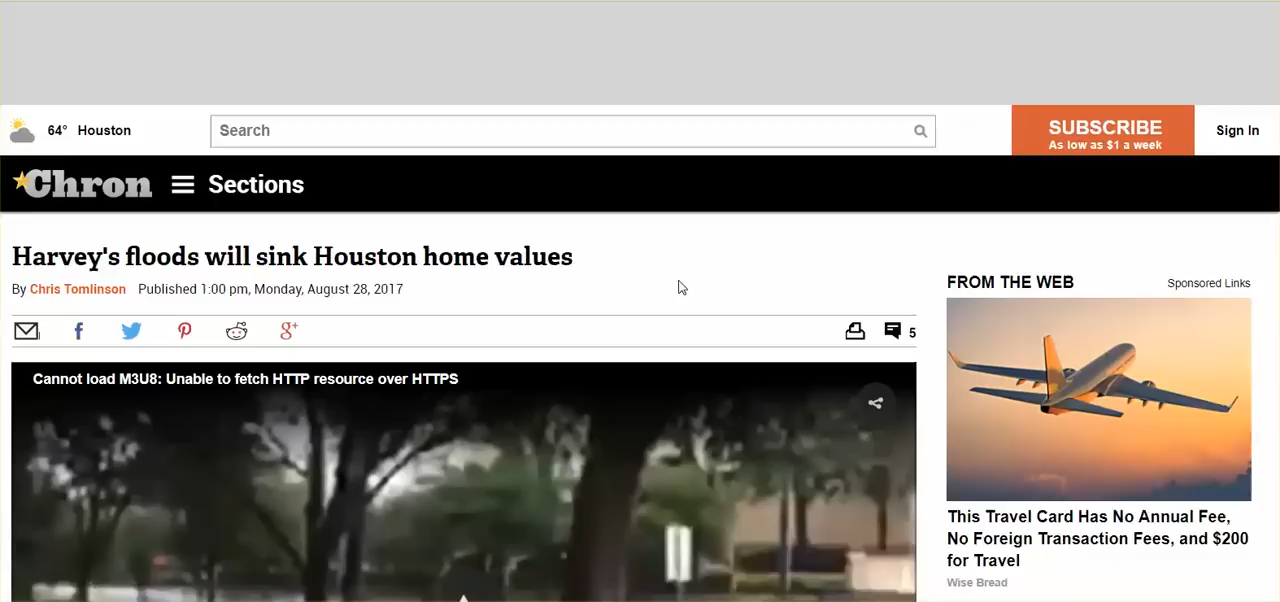 64° Houston
Search
SUBSCRIBE
As low as $1 a week
Sign In
Chron
Sections
Harvey's floods will sink Houston home values
By Chris Tomlinson Published 1:00 pm, Monday, August 28, 2017
5
Cannot load M3U8: Unable to fetch HTTP resource over HTTPS
FROM THE WEB
Sponsored Links
This Travel Card Has No Annual Fee,
No Foreign Transaction Fees, and $200
for Travel
Wise Bread